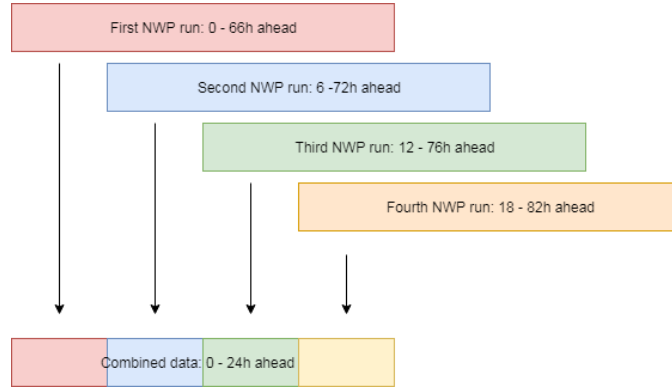 First NWP run: 0 - 66h ahead
Second NWP run: 6 -72h ahead
Third NWP run: 12 - 76h ahead
Fourth NWP run: 18 - 82h ahead
Combined data: 0 - 24h ahead